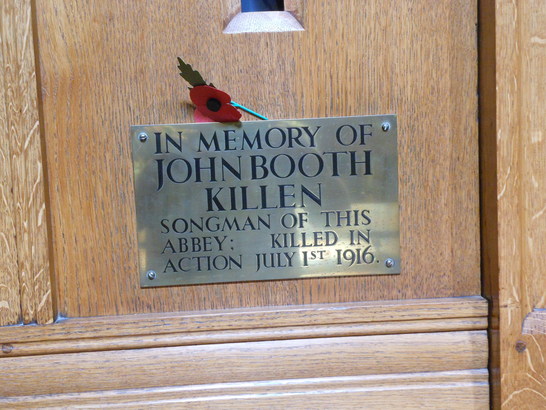 IN MEMORY OF
JOHN BOOTH
KILLEN
SONGMAN OF THIS
ABBEY: KILLED IN
ACTION JULY 1ST 1916.